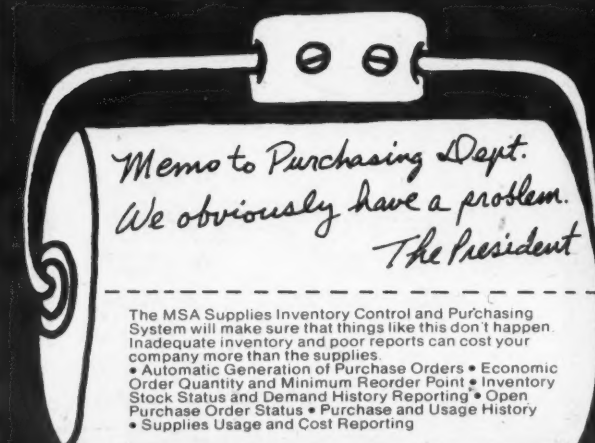 Memo to Purchasing Dept.
We obviously have a problem.
The President
The MSA Supplies Inventory Control and Purchasing
System will make sure that things like this don't happen.
Inadequate inventory and poor reports can cost your
company more than the supplies.
• Automatic Generation of Purchase Orders • Economic
Order Quantity and Minimum Reorder Point • Inventory
Stock Status and Demand History Reporting • Open
Purchase Order Status • Purchase and Usage History
• Supplies Usage and Cost Reporting